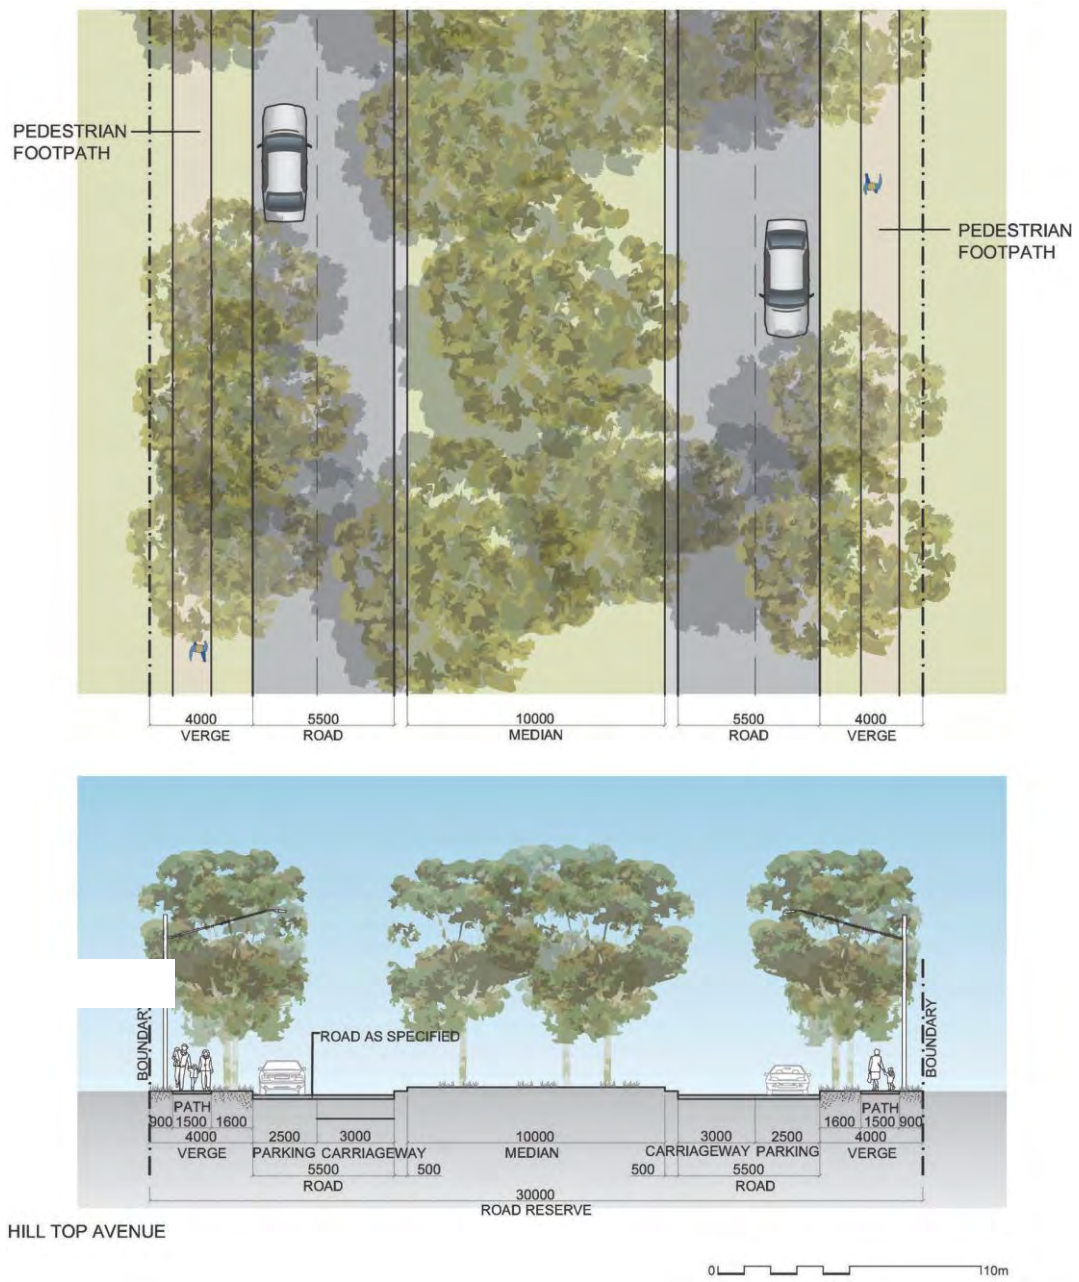 PEDESTRIAN
FOOTPATH
PEDESTRIAN
FOOTPATH
4000 5500 10000 5500 4000
VERGE ROAD MEDIAN ROAD VERGE
ROAD AS SPECIFIED
BOUNDARY
BOUNDARY
PATH PATH
900 1500 1600 1600 1500 900
4000 2500 3000 10000 3000 2500 4000
VERGE PARKING CARRIAGEWAY MEDIAN CARRIAGEWAY PARKING VERGE
5500 500 500 5500
ROAD ROAD
30000
ROAD RESERVE
HILL TOP AVENUE
0 10m